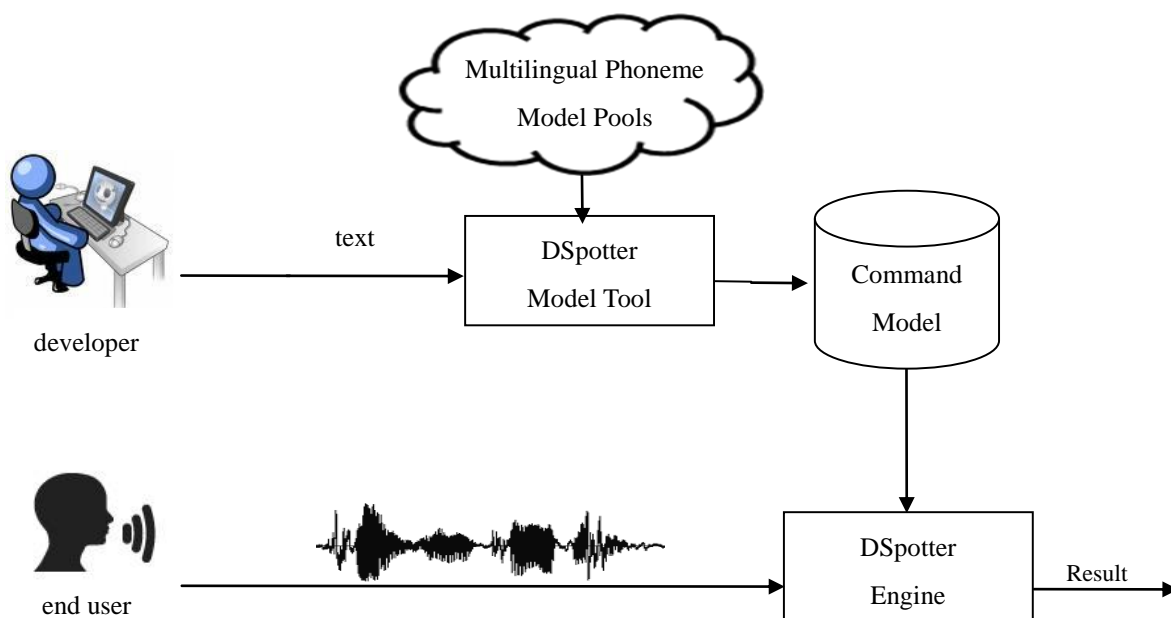 Multilingual Phoneme
Model Pools
text
DSpotter
Model Tool
Command
Model
developer
DSpotter
Engine
Result
end user